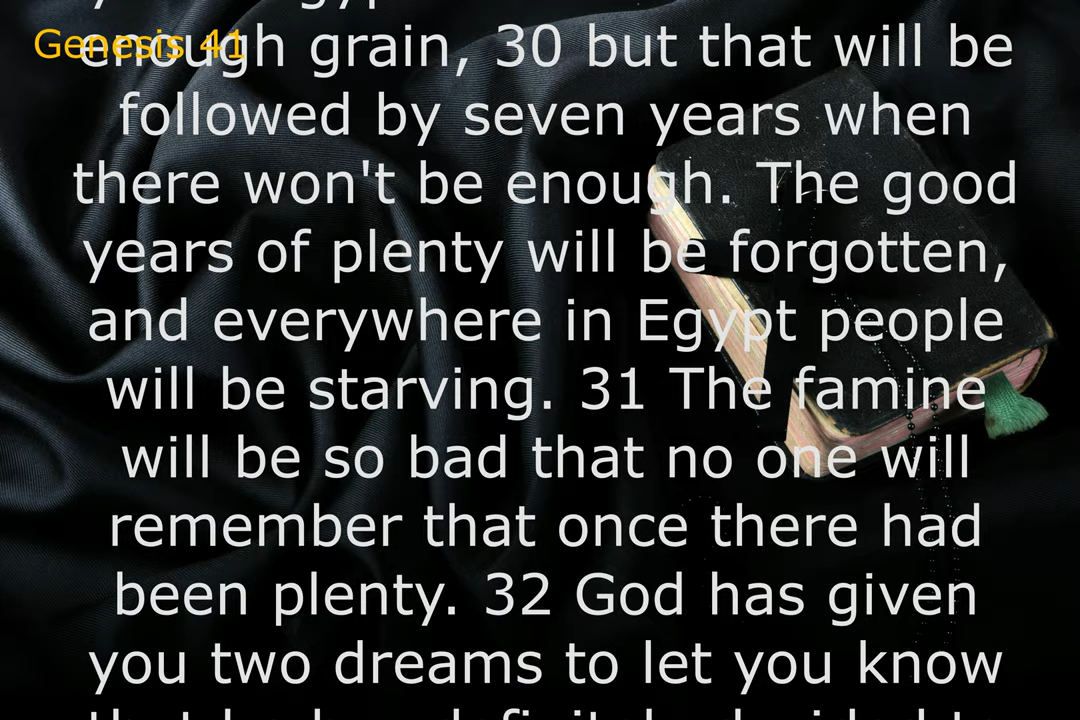 Genesis 41
enough grain, 30 but that will be
followed by seven years when
there won't be enough. The good
years of plenty will be forgotten,
and everywhere in Egypt people
will be starving. 31 The famine
will be so bad that no one will
remember that once there had
been plenty. 32 God has given
you two dreams to let you know